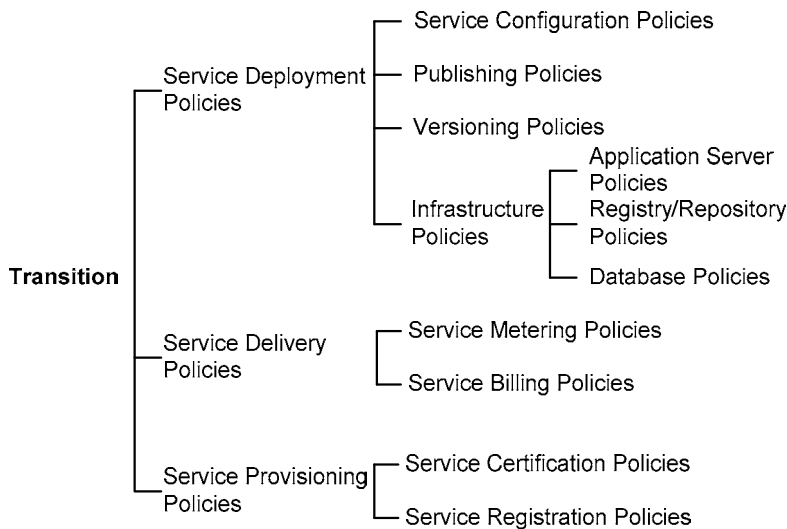 Transition
Service Deployment
Policies
Service Configuration Policies
Publishing Policies
Versioning Policies
Infrastructure
Policies
Application Server
Policies
Registry/Repository
Policies
Database Policies
Service Delivery
Policies
Service Metering Policies
Service Billing Policies
Service Provisioning
Policies
Service Certification Policies
Service Registration Policies